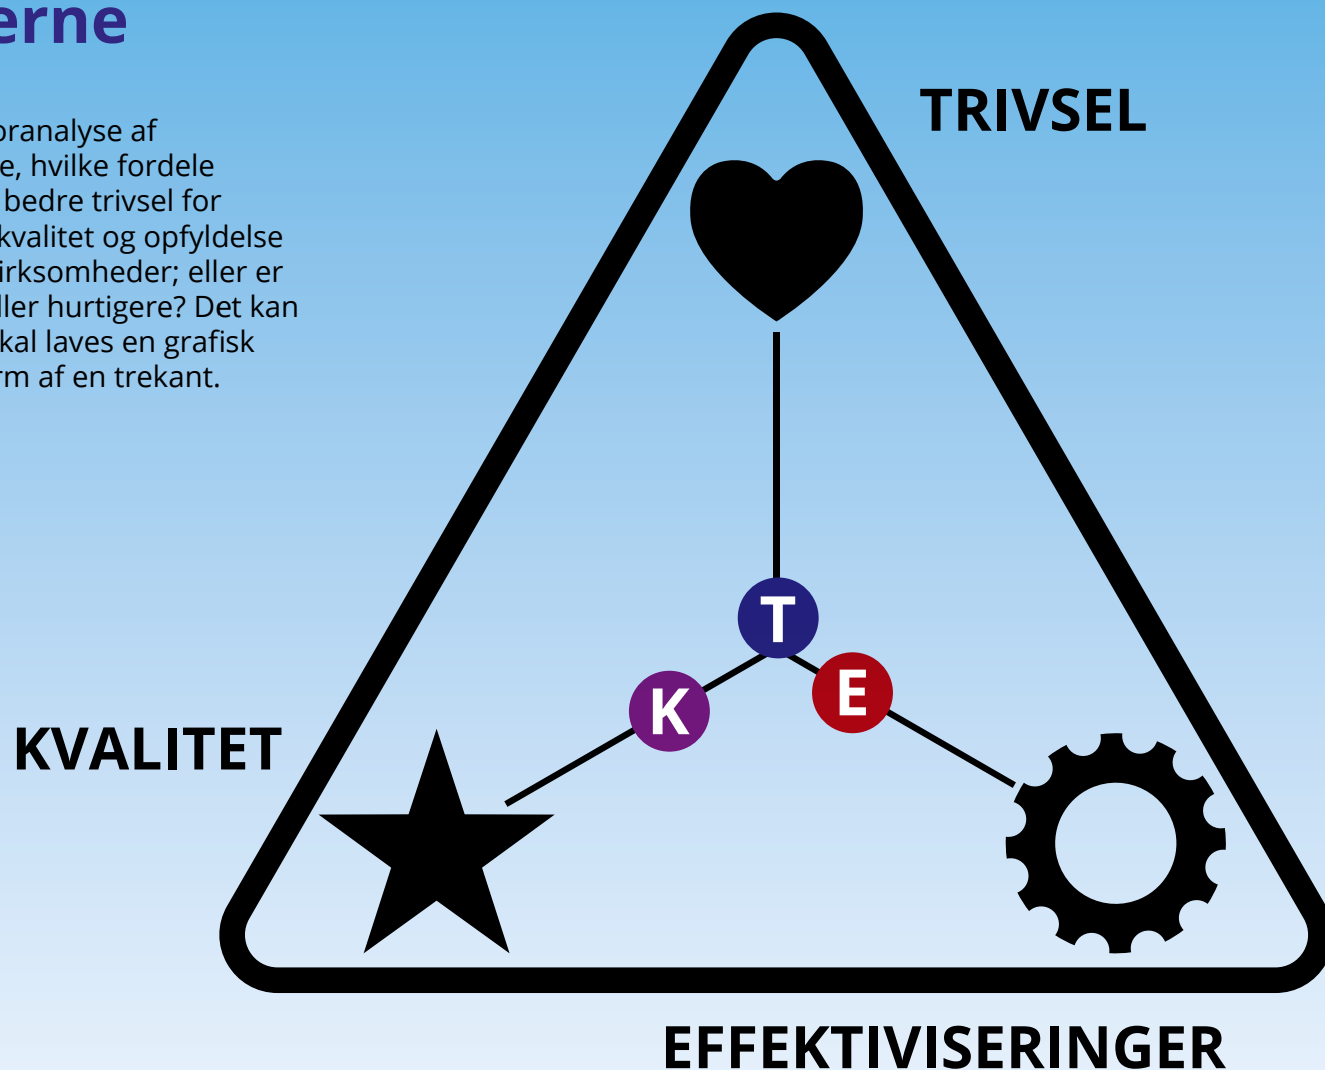 erne
oranalyse af
e, hvilke fordele
bedre trivsel for
kvalitet og opfyldelse
irksomheder; eller er
ller hurtigere? Det kan
kal laves en grafisk
rm af en trekant.
TRIVSEL
T
E
K
KVALITET
EFFEKTIVISERINGER